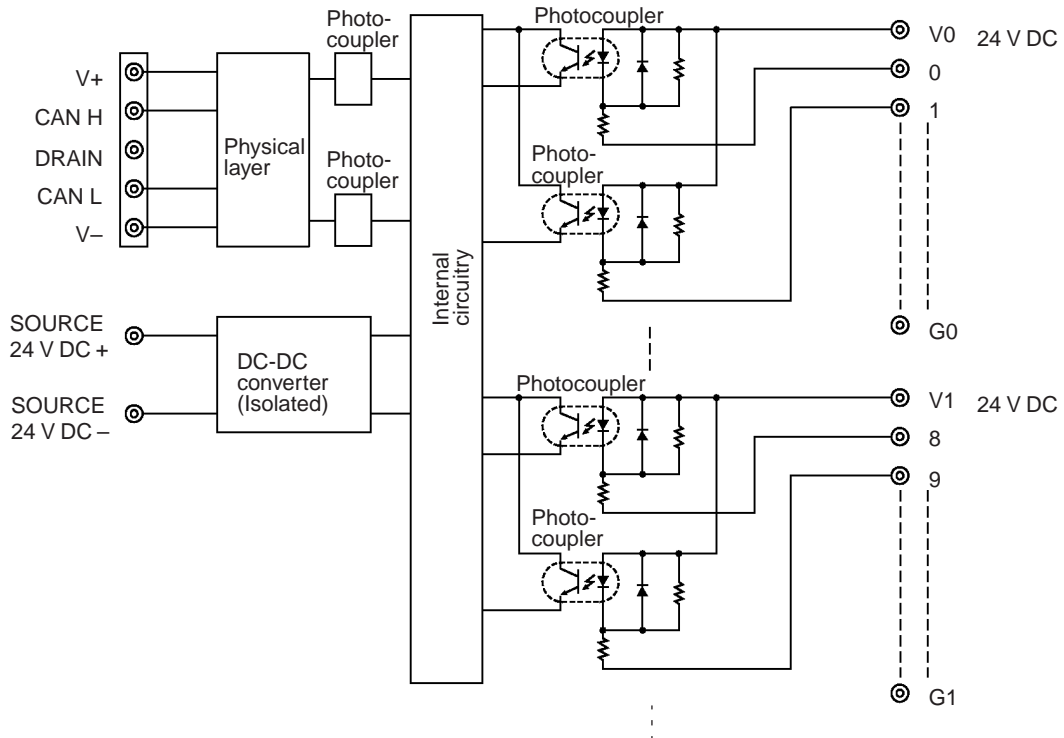 Photo-
coupler
Photocoupler
V0 24 V DC
0
1
V+
CAN H
DRAIN
CAN L
V–
Physical
layer
Photo-
coupler
Photo-
coupler
Internal
circuitry
G0
SOURCE
24 V DC +
SOURCE
24 V DC –
DC-DC
converter
(Isolated)
Photocoupler
V1 24 V DC
8
9
Photo-
coupler
G1